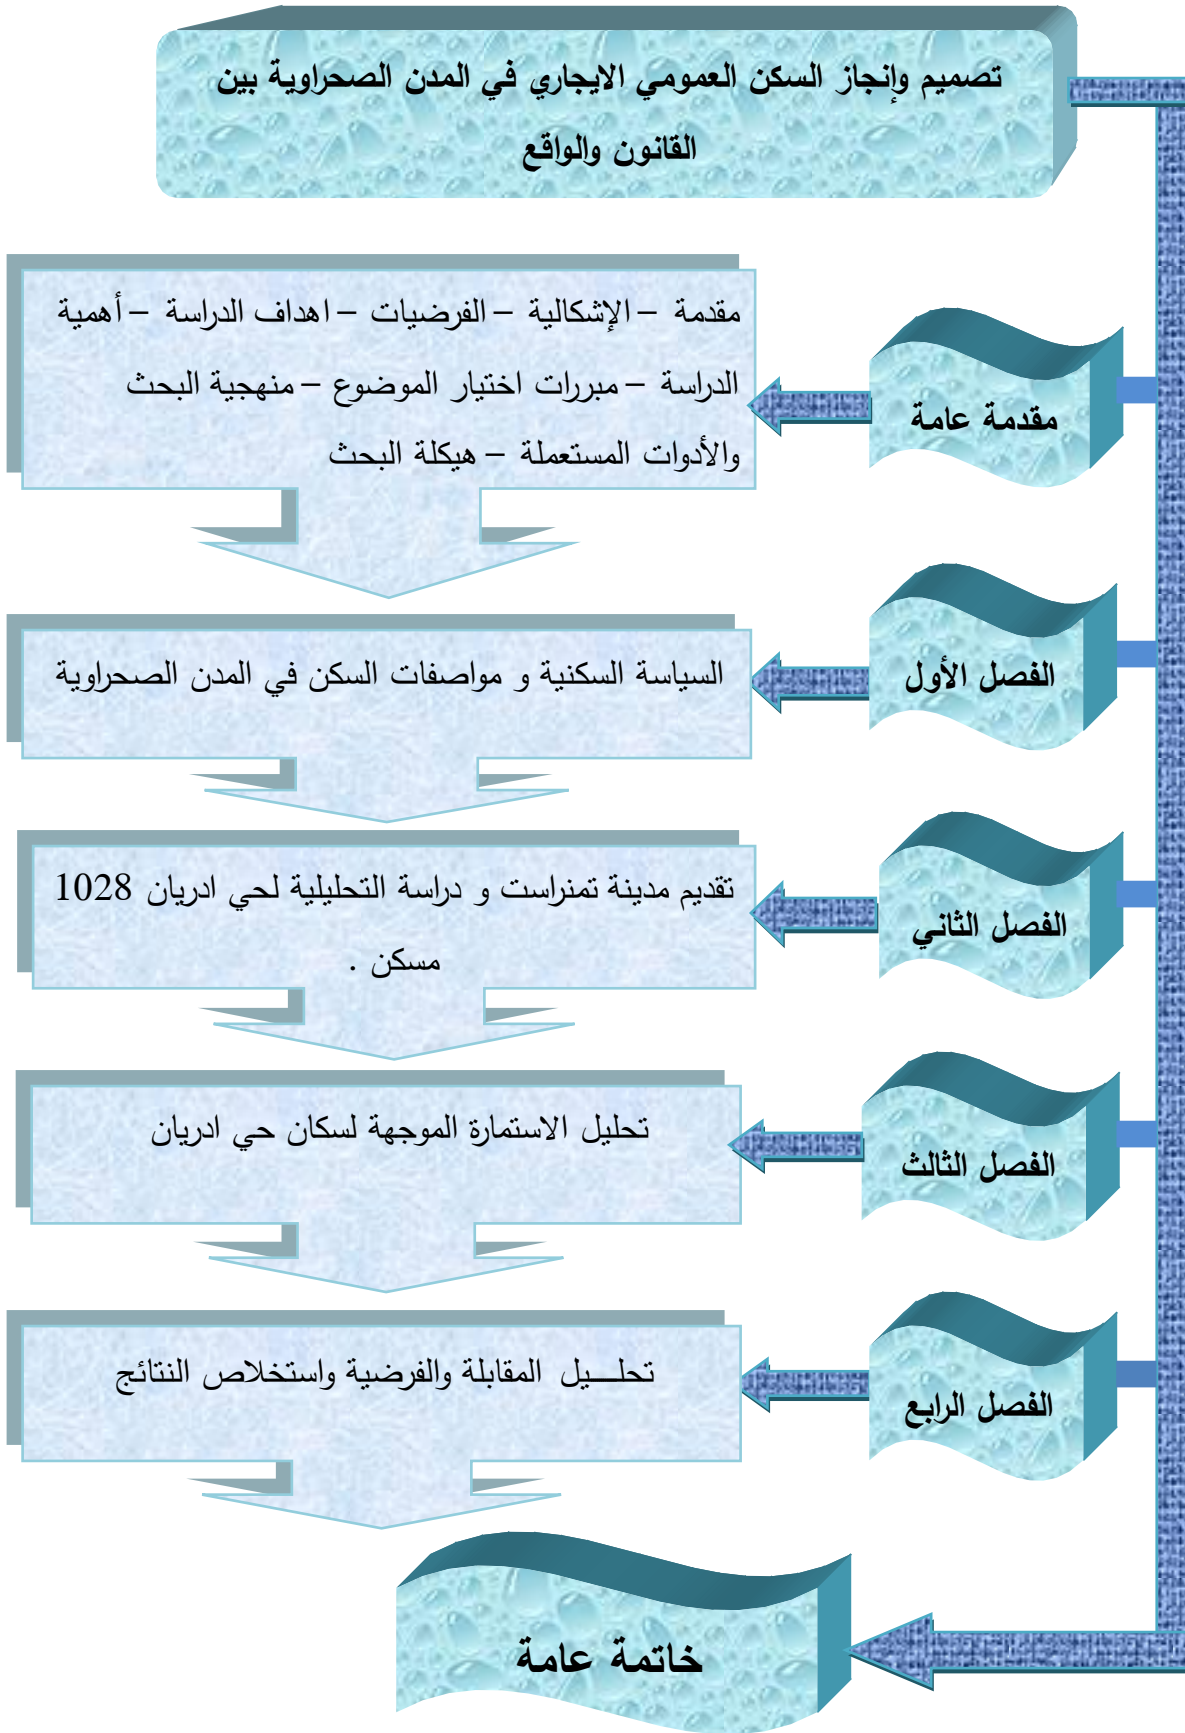 تصميم وإنجاز السكن العمومي الايجاري في المدن الصحراوية بين
القانون والواقع
مقدمة عامة
مقدمة – الإشكالية – الفرضيات – اهداف الدراسة – أهمية
الدراسة – مبررات اختيار الموضوع – منهجية البحث
والأدوات المستعملة – هيكلة البحث
الفصل الأول
السياسة السكنية و مواصفات السكن في المدن الصحراوية
الفصل الثاني
تقديم مدينة تمنراست و دراسة التحليلية لحي ادريان 1028
مسكن .
الفصل الثالث
تحليل الاستمارة الموجهة لسكان حي ادريان
الفصل الرابع
تحلـــيل المقابلة والفرضية واستخلاص النتائج
خاتمة عامة